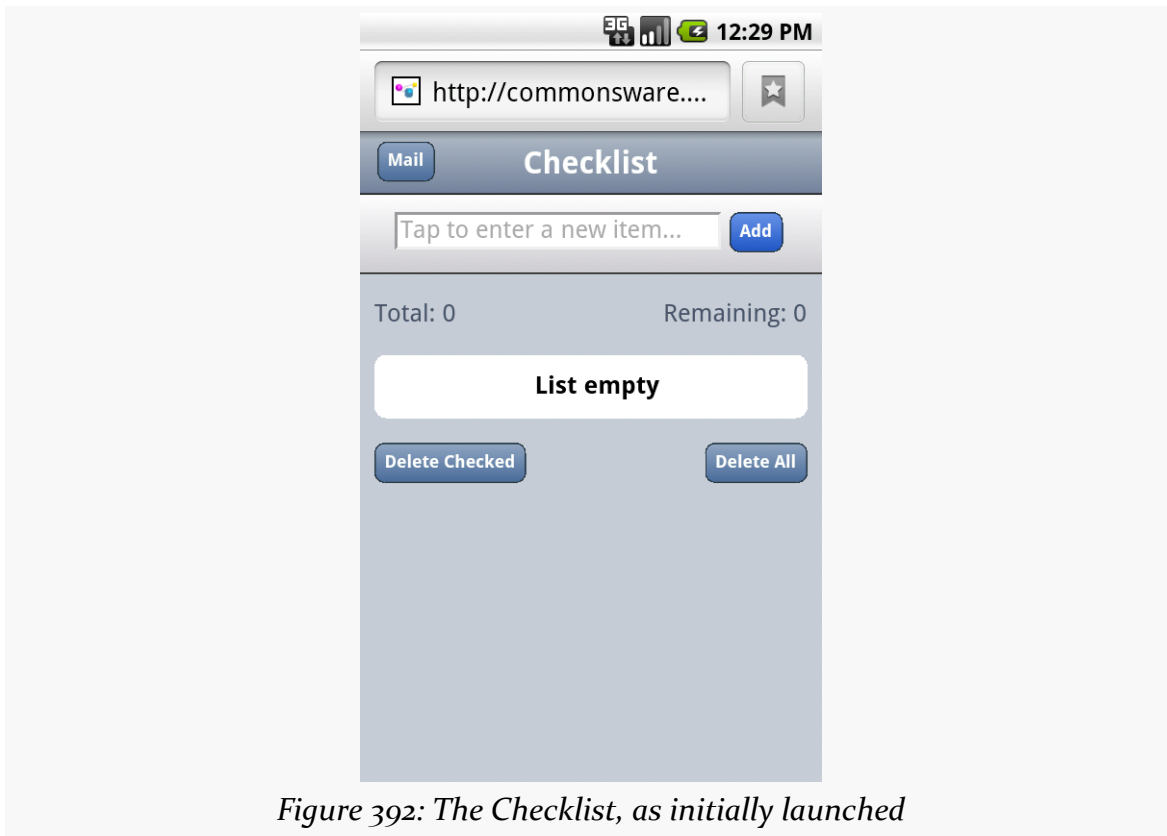 3G 12:29 PM
http://commonsware....
Mail Checklist
Tap to enter a new item... Add
Total: 0 Remaining: 0
List empty
Delete Checked Delete All
Figure 392: The Checklist, as initially launched